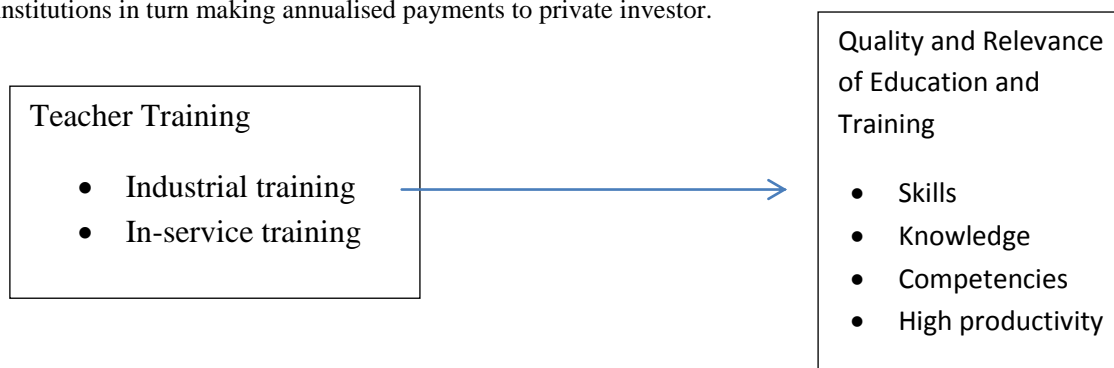 institutions in turn making annualised payments to private investor.
Teacher Training
• Industrial training
• In-service training
Quality and Relevance
of Education and
Training
• Skills
• Knowledge
• Competencies
• High productivity